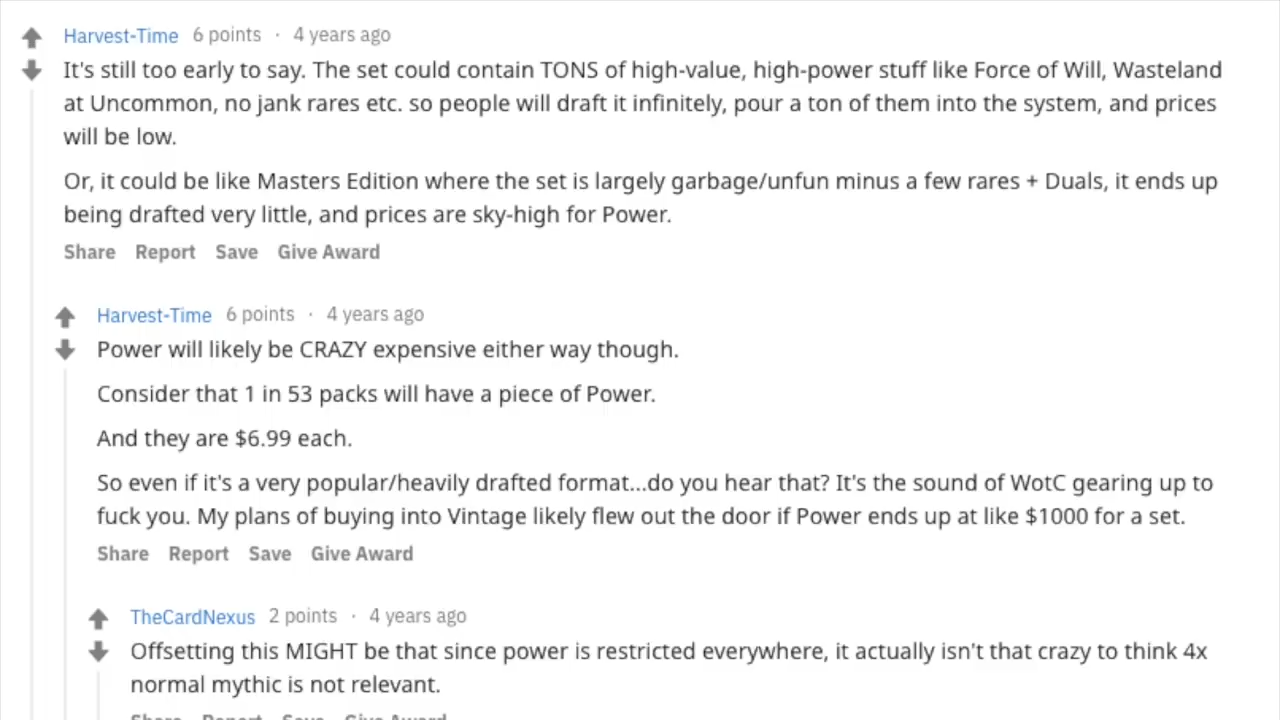 Harvest-Time 6 points · 4 years ago
It's still too early to say. The set could contain TONS of high-value, high-power stuff like Force of Will, Wasteland
at Uncommon, no jank rares etc. so people will draft it infinitely, pour a ton of them into the system, and prices
will be low.
Or, it could be like Masters Edition where the set is largely garbage/unfun minus a few rares + Duals, it ends up
being drafted very little, and prices are sky-high for Power.
Share Report Save Give Award
Harvest-Time 6 points · 4 years ago
Power will likely be CRAZY expensive either way though.
Consider that 1 in 53 packs will have a piece of Power.
And they are $6.99 each.
So even if it's a very popular/heavily drafted format...do you hear that? It's the sound of WotC gearing up to
fuck you. My plans of buying into Vintage likely flew out the door if Power ends up at like $1000 for a set.
Share Report Save Give Award
TheCardNexus 2 points · 4 years ago
Offsetting this MIGHT be that since power is restricted everywhere, it actually isn't that crazy to think 4x
normal mythic is not relevant.
Share Report Save Give Award